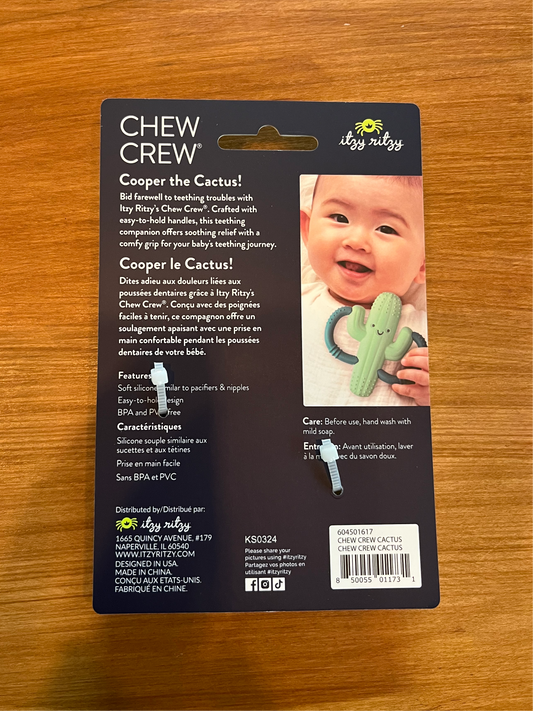 CHEW
CREW®
itzy ritzy
Cooper the Cactus!
Bid farewell to teething troubles with
Itzy Ritzy's Chew Crew®. Crafted with
easy-to-hold handles, this teething
companion offers soothing relief with a
comfy grip for your baby's teething journey.
Cooper le Cactus!
Dites adieu aux douleurs liées aux
poussées dentaires grâce à Itzy Ritzy's
Chew Crew®. Conçu avec des poignées
faciles à tenir, ce compagnon offre un
soulagement apaisant avec une prise en
main confortable pendant les poussées
dentaires de votre bébé.
Features
Soft silicone similar to pacifiers & nipples
Easy-to-hold design
BPA and PVC free
Caractéristiques
Silicone souple similaire aux
sucettes et aux tétines
Prise en main facile
Sans BPA et PVC
Care: Before use, hand wash with
mild soap.
Entretien: Avant utilisation, laver
à la main avec du savon doux.
Distributed by/Distribué par:
itzy ritzy
1665 QUINCY AVENUE, #179
NAPERVILLE, IL 60540
WWW.ITZYRITZY.COM
DESIGNED IN USA.
MADE IN CHINA.
CONÇU AUX ETATS-UNIS.
FABRIQUÉ EN CHINE.
KS0324
Please share your
pictures using #itzyritzy
Partagez vos photos en
utilisant #itzyritzy
604501617
CHEW CREW CACTUS
CHEW CREW CACTUS
8 50055 01173 1